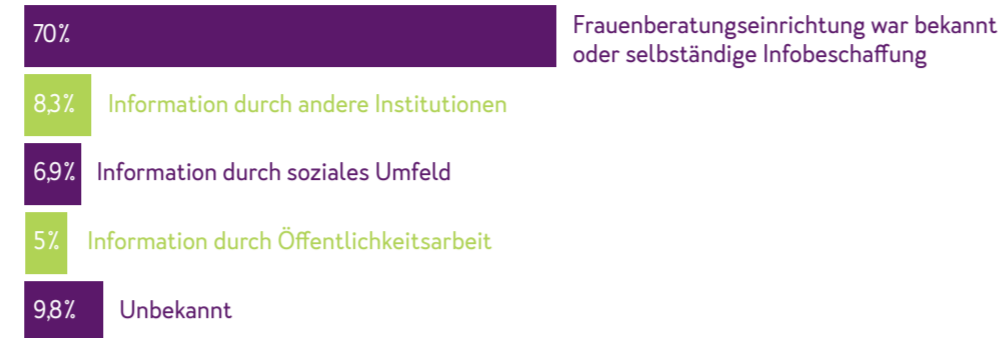 70%
Frauenberatungseinrichtung war bekannt
oder selbständige Infobeschaffung
8,3% Information durch andere Institutionen
6,9% Information durch soziales Umfeld
5% Information durch Öffentlichkeitsarbeit
9,8% Unbekannt